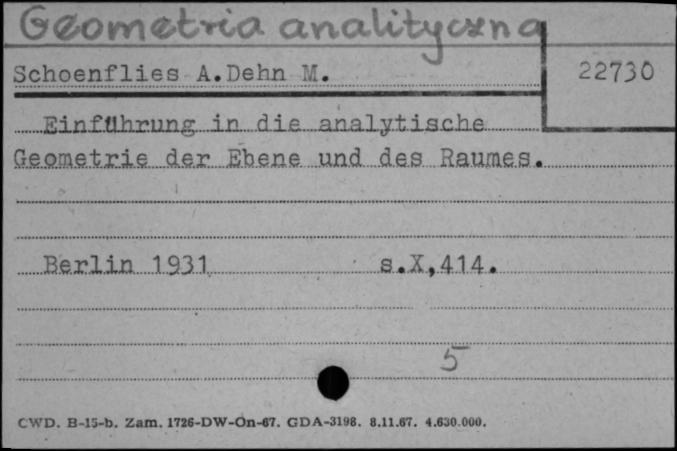 Geometria analityczna
Schoenflies A.Dehn M.
22730
Einführung in die analytische
Geometrie der Ebene und des Raumes.
Berlin 1931 s.X,414.
5
CWD. B-15-b. Zam. 1726-DW-On-67. GDA-3198. 8.11.67. 4.630.000.